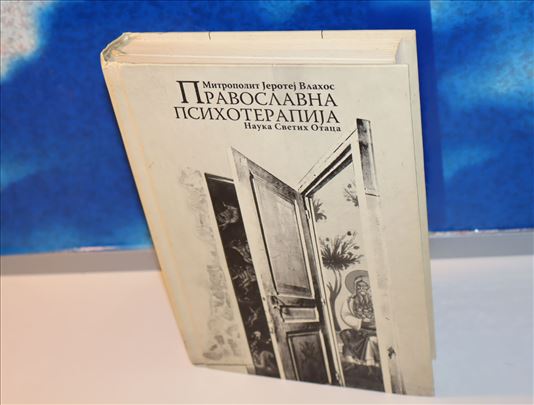 Митрополит Јеротеј Влахос
Православна
психотерапија
Наука Светих Отаца